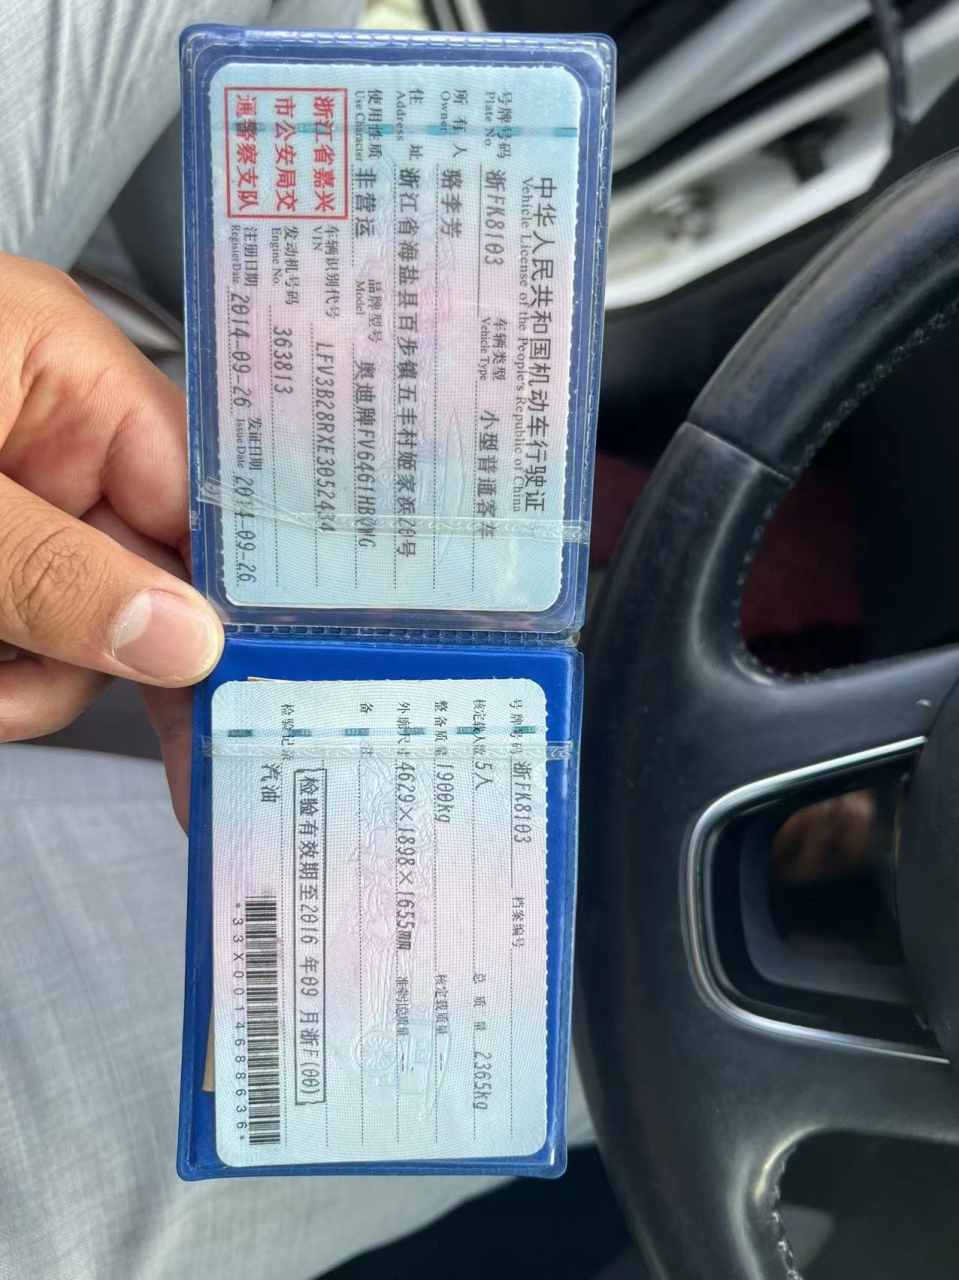 中华人民共和国机动车行驶证
Vehicle License of the People's Republic of China
号牌号码 浙FK8103 车辆类型 小型普通客车
Plate No. Vehicle Type
所有人 骆李芳
Owner
住址 浙江省海盐县百步镇五丰村姬家浜20号
Address
使用性质 非营运 品牌型号 奥迪牌FV6461HBQWG
Use Character Model
浙江省嘉兴
市公安局交
通警察支队
车辆识别代号 LFV3B28RXE3052434
VIN
发动机号码 363813
Engine No.
注册日期 2014-09-26 发证日期 2014-09-26
Register Date Issue Date
号牌号码 浙FK8103 档案编号
核定载人数 5人 总质量 2365kg
整备质量 1900kg 核定载质量 --
外廓尺寸 4629×1898×1655mm 准牵引总质量 --
备注
检验有效期至2016年09月浙F(00)
检验记录
汽油
*33X0014688636*